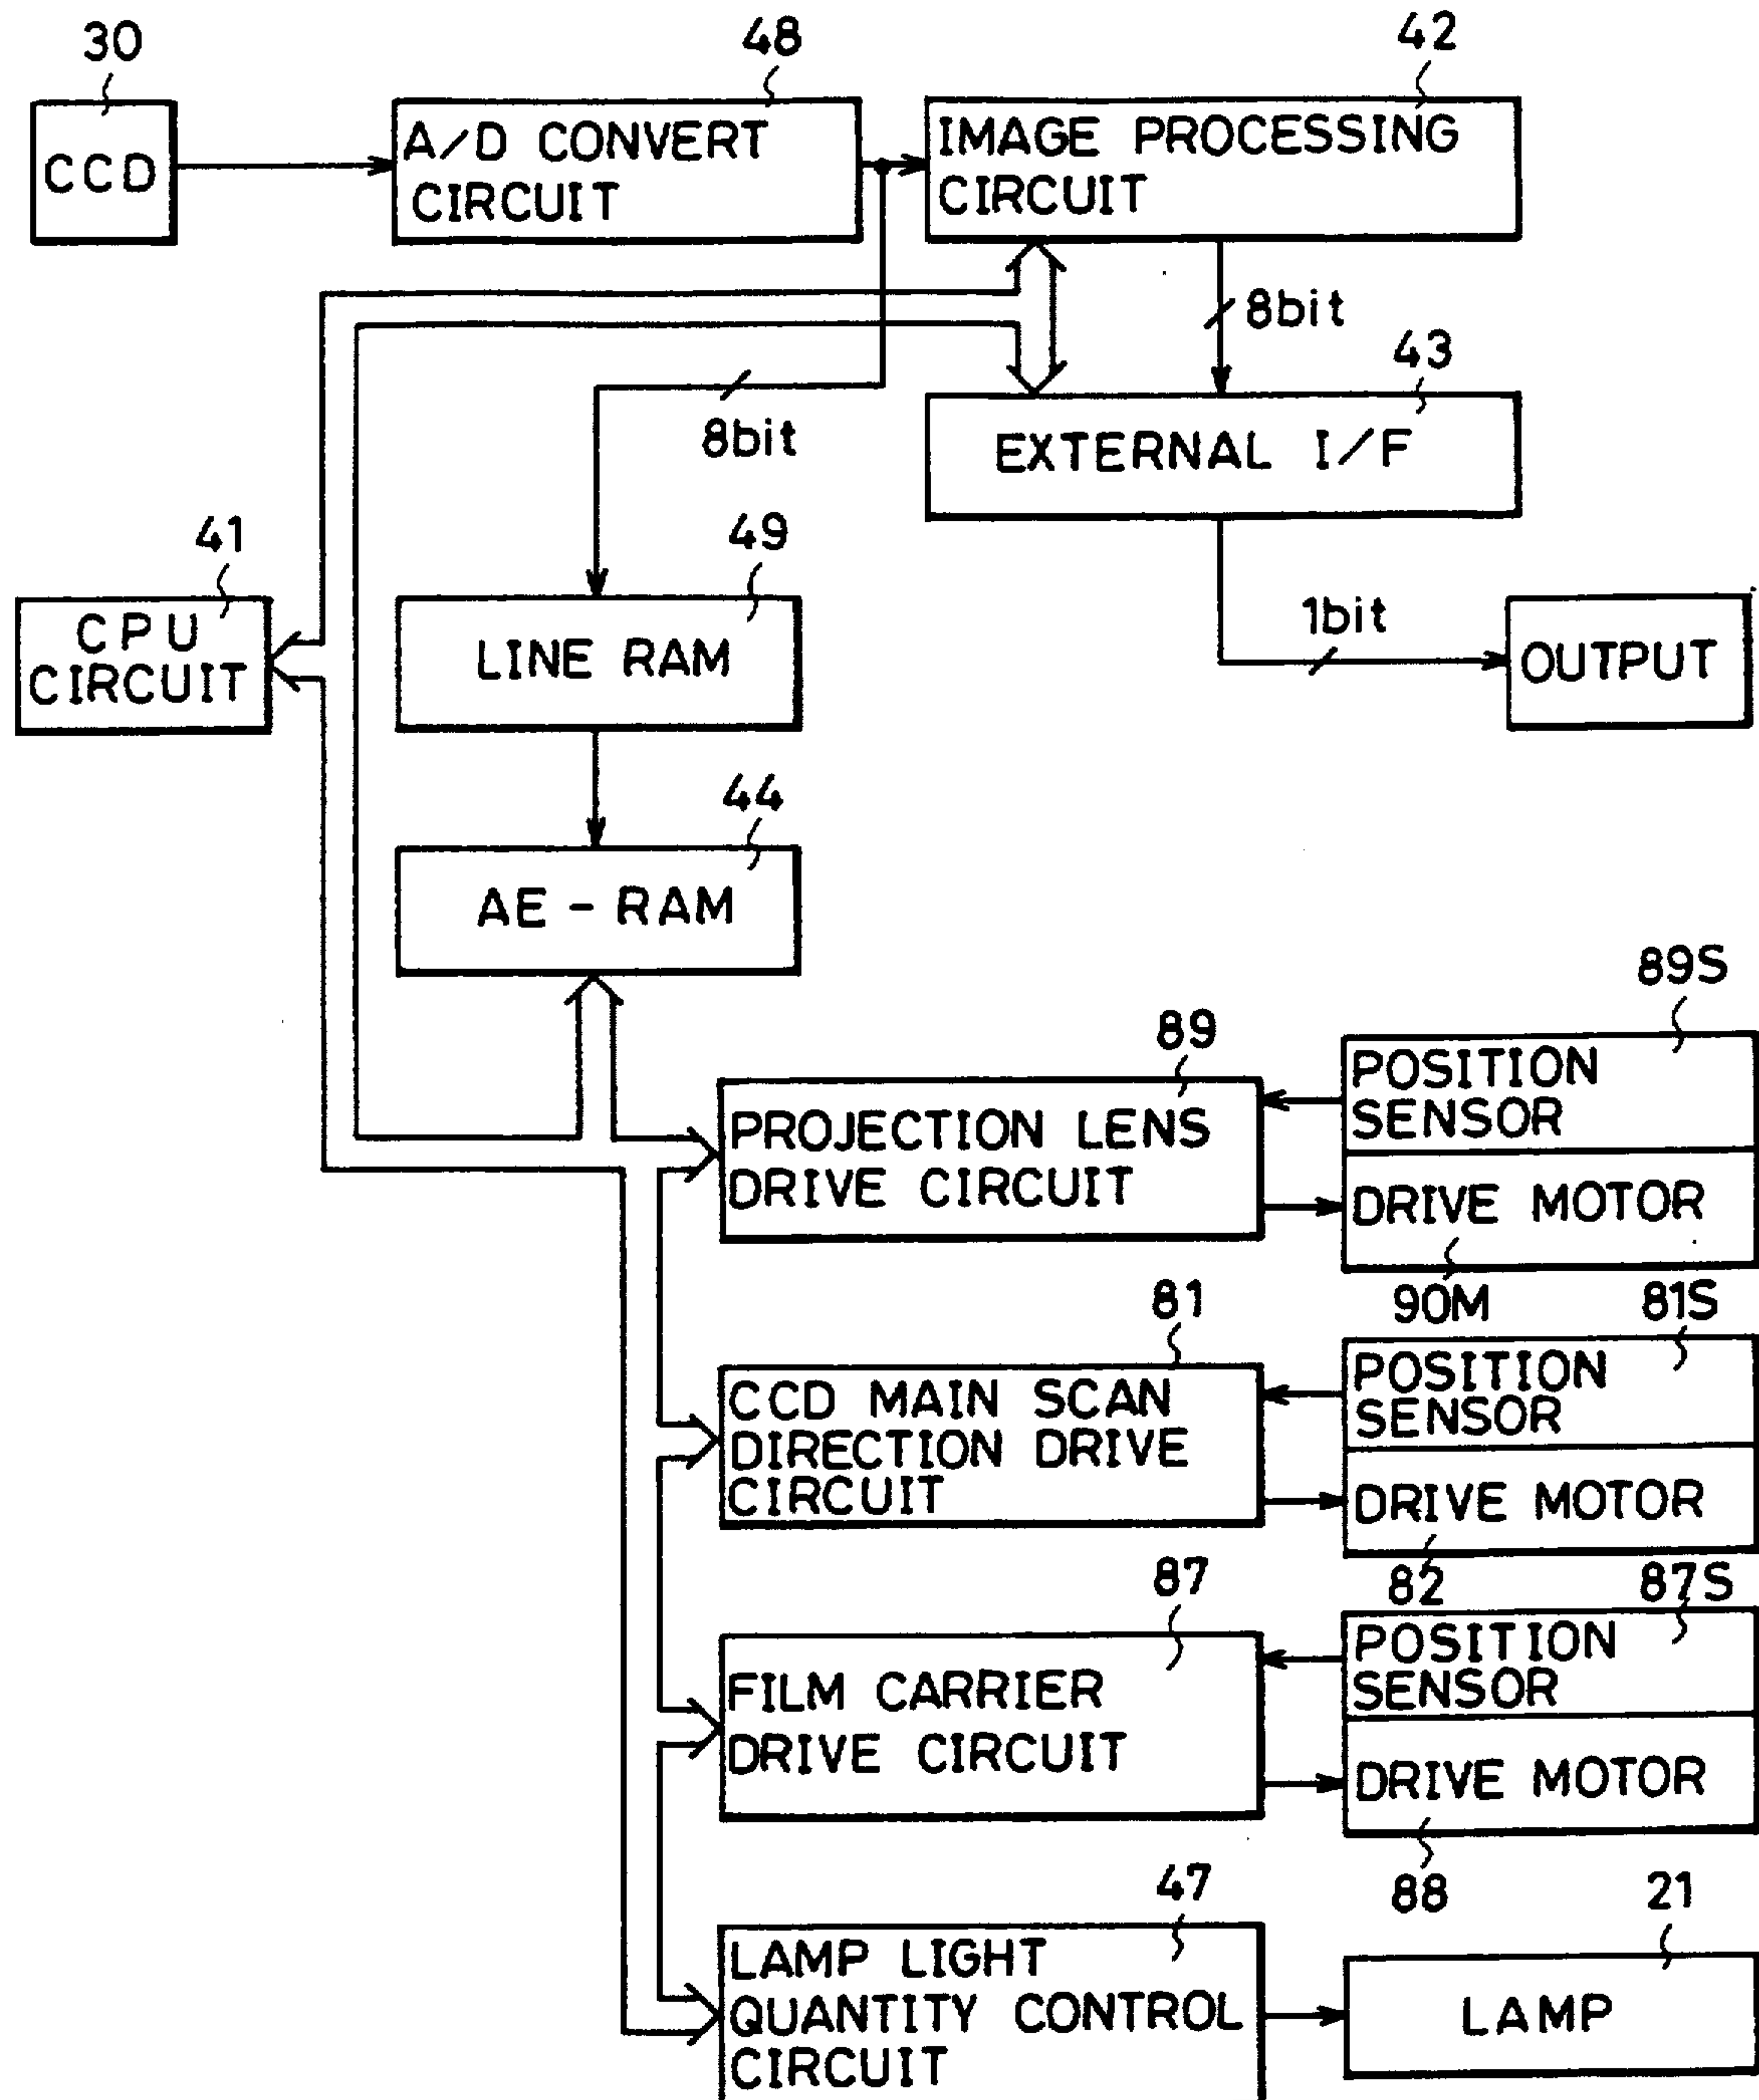 30
48
42
CCD
A/D CONVERT
CIRCUIT
IMAGE PROCESSING
CIRCUIT
8bit
43
8bit
EXTERNAL I/F
41
49
CPU
CIRCUIT
LINE RAM
1bit
OUTPUT
44
AE-RAM
89S
89
POSITION
SENSOR
PROJECTION LENS
DRIVE CIRCUIT
DRIVE MOTOR
90M
81S
81
POSITION
SENSOR
CCD MAIN SCAN
DIRECTION DRIVE
CIRCUIT
DRIVE MOTOR
82
87S
87
POSITION
SENSOR
FILM CARRIER
DRIVE CIRCUIT
DRIVE MOTOR
88
47
21
LAMP LIGHT
QUANTITY CONTROL
CIRCUIT
LAMP